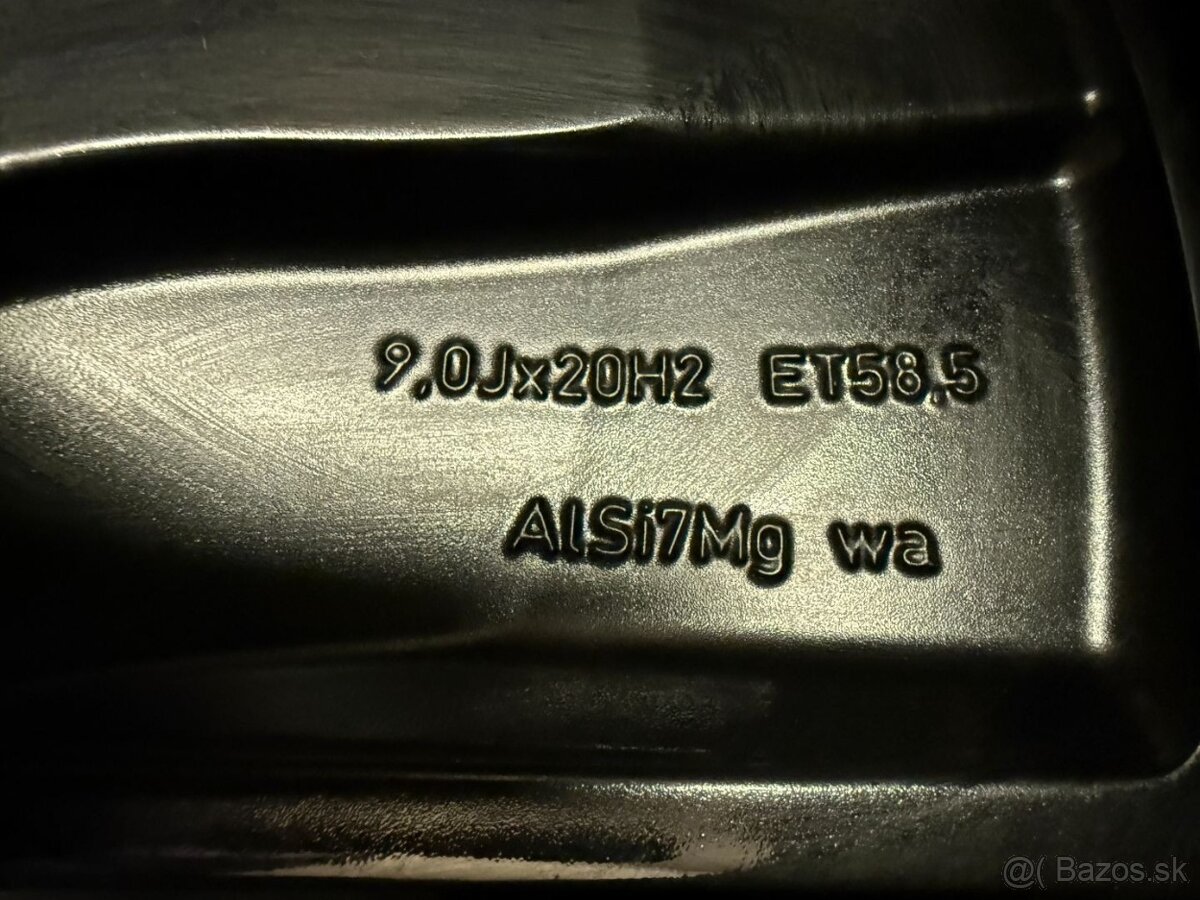 9,0Jx20H2 ET58,5
AlSi7Mg wa
@( Bazos.sk